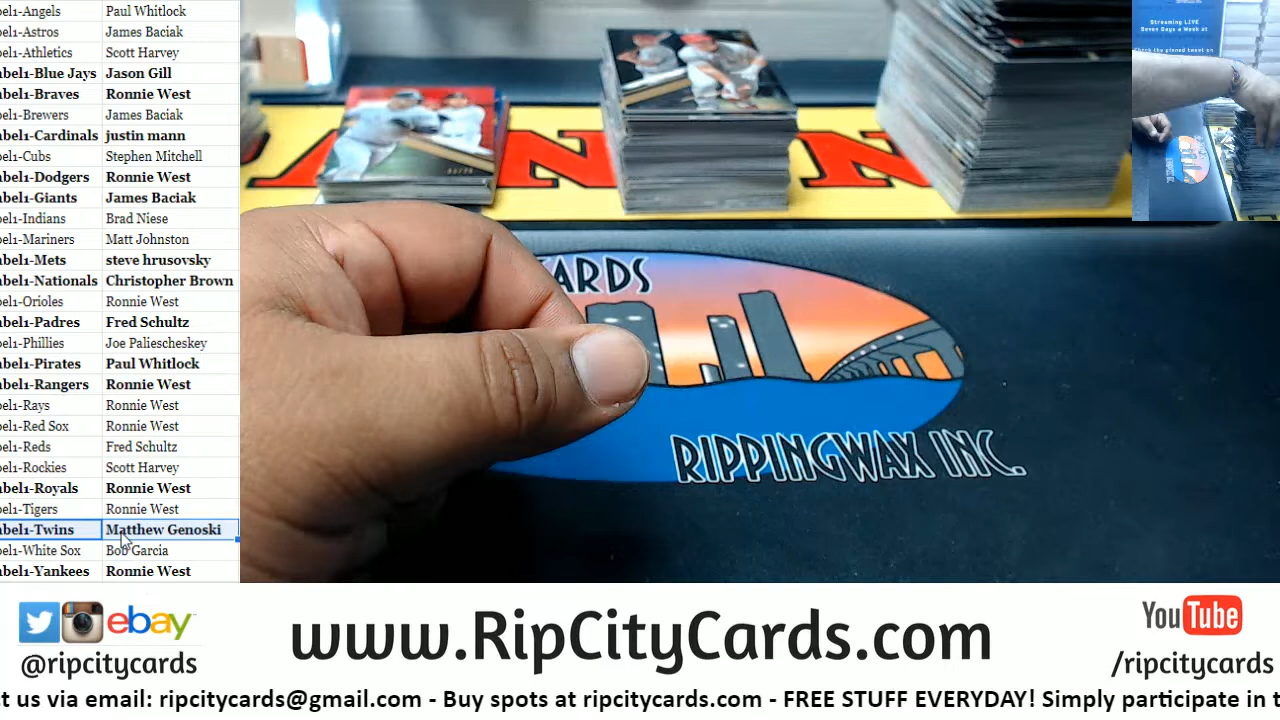 bel1-Angels Paul Whitlock
bel1-Astros James Baciak
bel1-Athletics Scott Harvey
abel1-Blue Jays Jason Gill
abel1-Braves Ronnie West
bel1-Brewers James Baciak
abel1-Cardinals justin mann
bel1-Cubs Stephen Mitchell
abel1-Dodgers Ronnie West
abel1-Giants James Baciak
bel1-Indians Brad Niese
bel1-Mariners Matt Johnston
abel1-Mets steve hrusovsky
abel1-Nationals Christopher Brown
bel1-Orioles Ronnie West
abel1-Padres Fred Schultz
bel1-Phillies Joe Paliescheskey
abel1-Pirates Paul Whitlock
abel1-Rangers Ronnie West
bel1-Rays Ronnie West
bel1-Red Sox Ronnie West
bel1-Reds Fred Schultz
bel1-Rockies Scott Harvey
abel1-Royals Ronnie West
bel1-Tigers Ronnie West
abel1-Twins Matthew Genoski
bel1-White Sox Bob Garcia
abel1-Yankees Ronnie West
Streaming LIVE
Seven Days a Week at
Check the pinned tweet on
CARDS
RIPPINGWAX INC.
ebay
@ripcitycards
www.RipCityCards.com
YouTube
/ripcitycards
ct us via email: ripcitycards@gmail.com - Buy spots at ripcitycards.com - FREE STUFF EVERYDAY! Simply participate in t